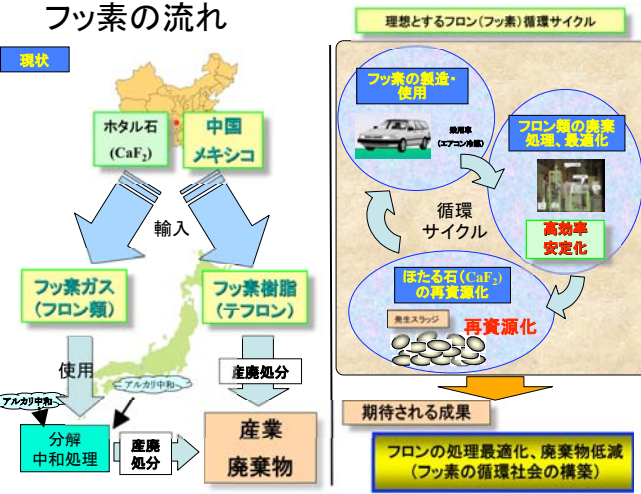 フッ素の流れ
現状
ホタル石
(CaF₂)
中国
メキシコ
輸入
フッ素ガス
(フロン類)
フッ素樹脂
(テフロン)
使用
アルカリ中和
アルカリ中和
産廃処分
分解
中和処理
産廃
処分
産業
廃棄物
理想とするフロン(フッ素)循環サイクル
フッ素の製造・
使用
乗用車
(エアコン冷媒)
フロン類の廃棄
処理、最適化
高効率
安定化
循環
サイクル
ほたる石(CaF₂)
の再資源化
発生スラッジ
再資源化
期待される成果
フロンの処理最適化、廃棄物低減
(フッ素の循環社会の構築)